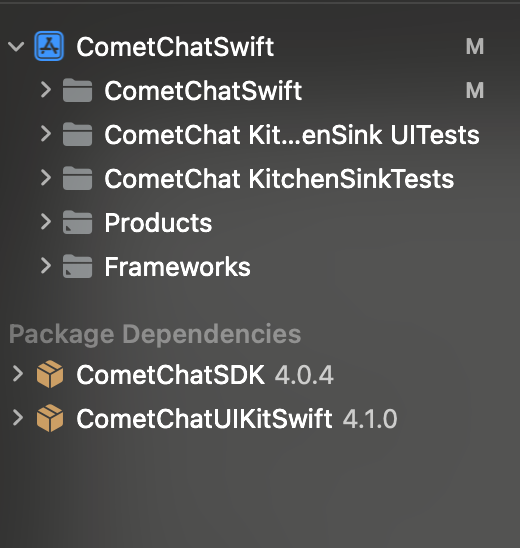 CometChatSwift M
CometChatSwift M
CometChat Kit...enSink UITests
CometChat KitchenSinkTests
Products
Frameworks
Package Dependencies
CometChatSDK 4.0.4
CometChatUIKitSwift 4.1.0